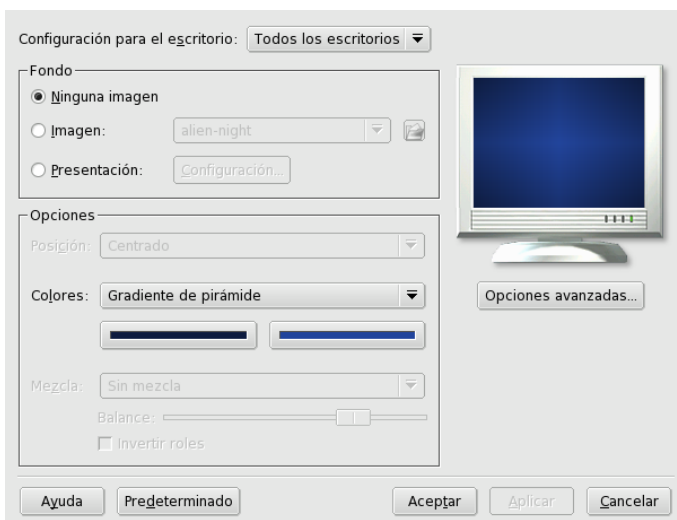 Configuración para el escritorio: Todos los escritorios
Fondo
Ninguna imagen
Imagen: alien-night
Presentación: Configuración...
Opciones
Posición: Centrado
Colores: Gradiente de pirámide
Opciones avanzadas...
Mezcla: Sin mezcla
Balance:
Invertir roles
Ayuda Predeterminado Aceptar Aplicar Cancelar